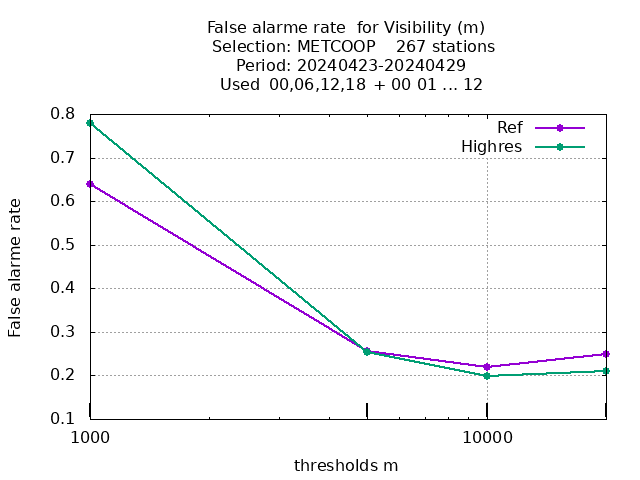 False alarme rate  for Visibility (m)
Selection: METCOOP    267 stations
Period: 20240423-20240429
Used  00,06,12,18  + 00 01 ... 12
0.8
Ref
Highres
0.7
0.6
0.5
0.4
0.3
0.2
0.1
False alarme rate
1000
10000
thresholds m